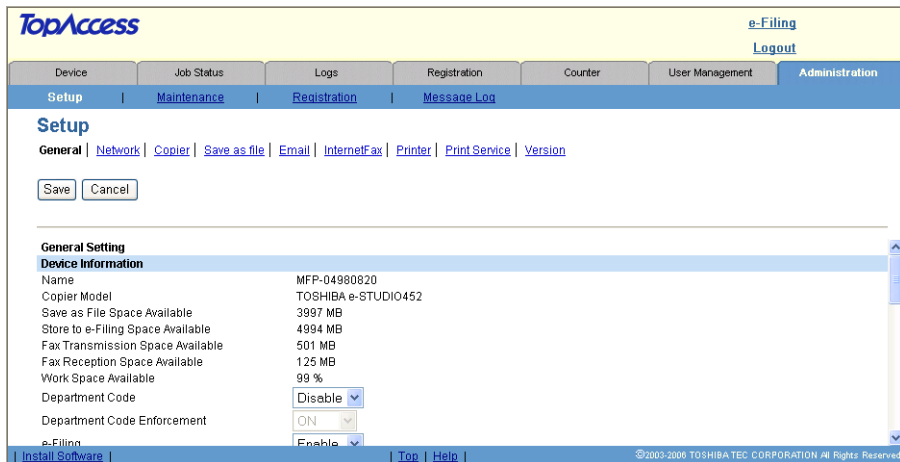 TopAccess
e-Filing
Logout
Device Job Status Logs Registration Counter User Management Administration
Setup | Maintenance | Registration | Message Log
Setup
General | Network | Copier | Save as file | Email | InternetFax | Printer | Print Service | Version
Save Cancel
General Setting
Device Information
Name MFP-04980820
Copier Model TOSHIBA e-STUDIO452
Save as File Space Available 3997 MB
Store to e-Filing Space Available 4994 MB
Fax Transmission Space Available 501 MB
Fax Reception Space Available 125 MB
Work Space Available 99 %
Department Code Disable
Department Code Enforcement ON
e-Filing Enable
| Install Software | | Top | Help | ©2003-2006 TOSHIBA TEC CORPORATION All Rights Reserved